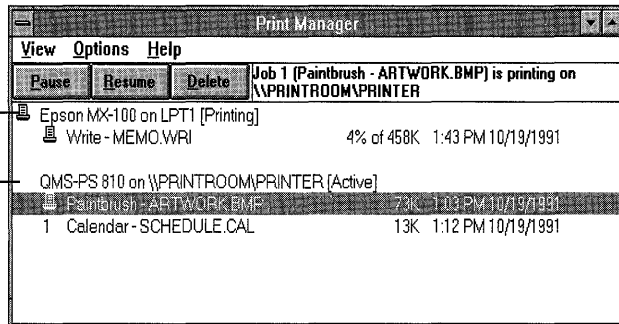 Print Manager
View Options Help
Pause Resume Delete Job 1 (Paintbrush - ARTWORK.BMP) is printing on
\\PRINTROOM\PRINTER
Epson MX-100 on LPT1 [Printing]
Write - MEMO.WRI 4% of 458K 1:43 PM 10/19/1991
QMS-PS 810 on \\PRINTROOM\PRINTER [Active]
Paintbrush - ARTWORK.BMP 73K 1:03 PM 10/19/1991
1 Calendar - SCHEDULE.CAL 13K 1:12 PM 10/19/1991